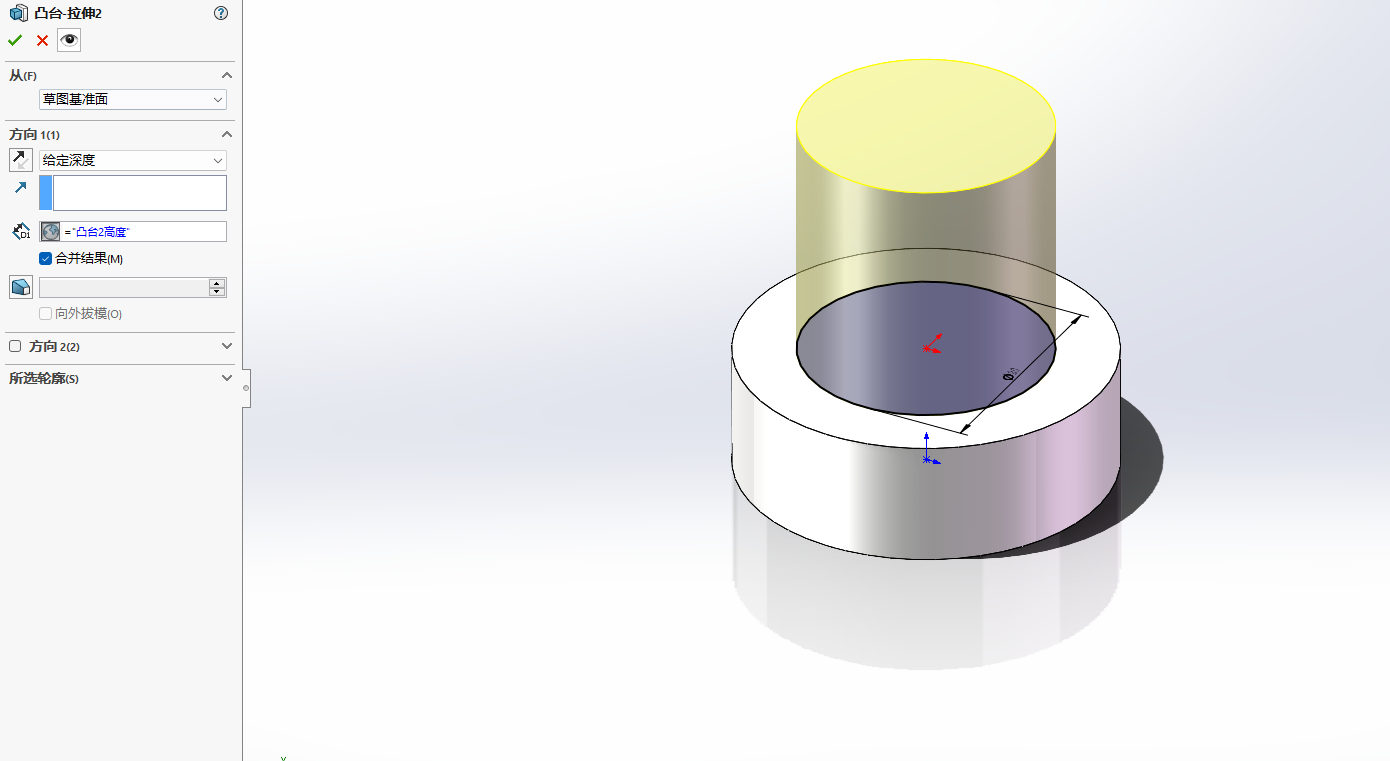 凸台-拉伸2
从(F)
草图基准面
方向 1(1)
给定深度
D1
="凸台2高度"
合并结果(M)
向外拔模(O)
方向 2(2)
所选轮廓(S)
Y